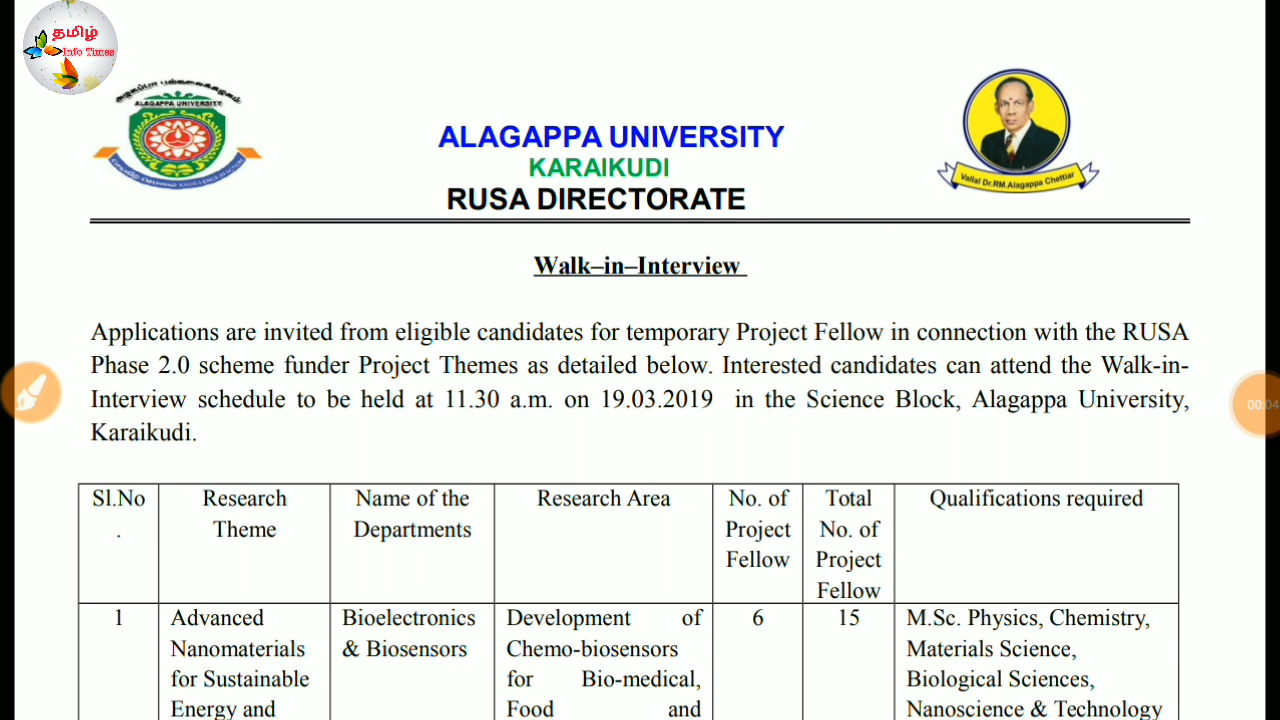 தமிழ்
Info Times
ALAGAPPA UNIVERSITY
ALAGAPPA UNIVERSITY
KARAIKUDI
RUSA DIRECTORATE
Vallal Dr.RM.Alagappa Chettiar
Walk–in–Interview
Applications are invited from eligible candidates for temporary Project Fellow in connection with the RUSA
Phase 2.0 scheme funder Project Themes as detailed below. Interested candidates can attend the Walk-in-
Interview schedule to be held at 11.30 a.m. on 19.03.2019 in the Science Block, Alagappa University,
Karaikudi.
Sl.No
.
Research
Theme
Name of the
Departments
Research Area
No. of
Project
Fellow
Total
No. of
Project
Fellow
Qualifications required
1
Advanced
Nanomaterials
for Sustainable
Energy and
Bioelectronics
& Biosensors
Development of
Chemo-biosensors
for Bio-medical,
Food and
6
15
M.Sc. Physics, Chemistry,
Materials Science,
Biological Sciences,
Nanoscience & Technology
00:04